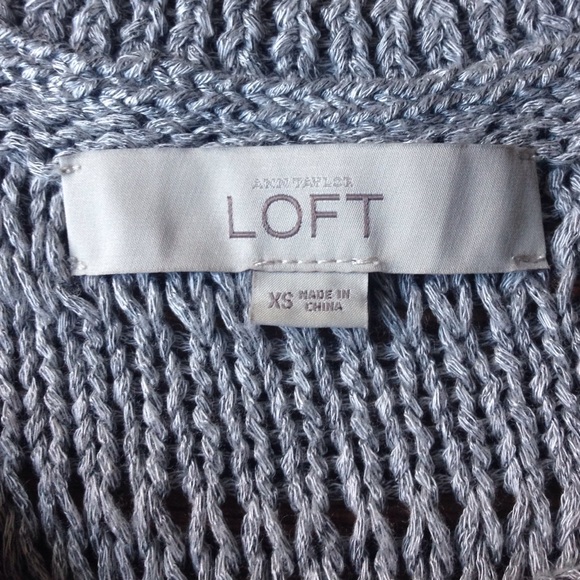 ANN TAYLOR
LOFT
XS MADE IN
CHINA